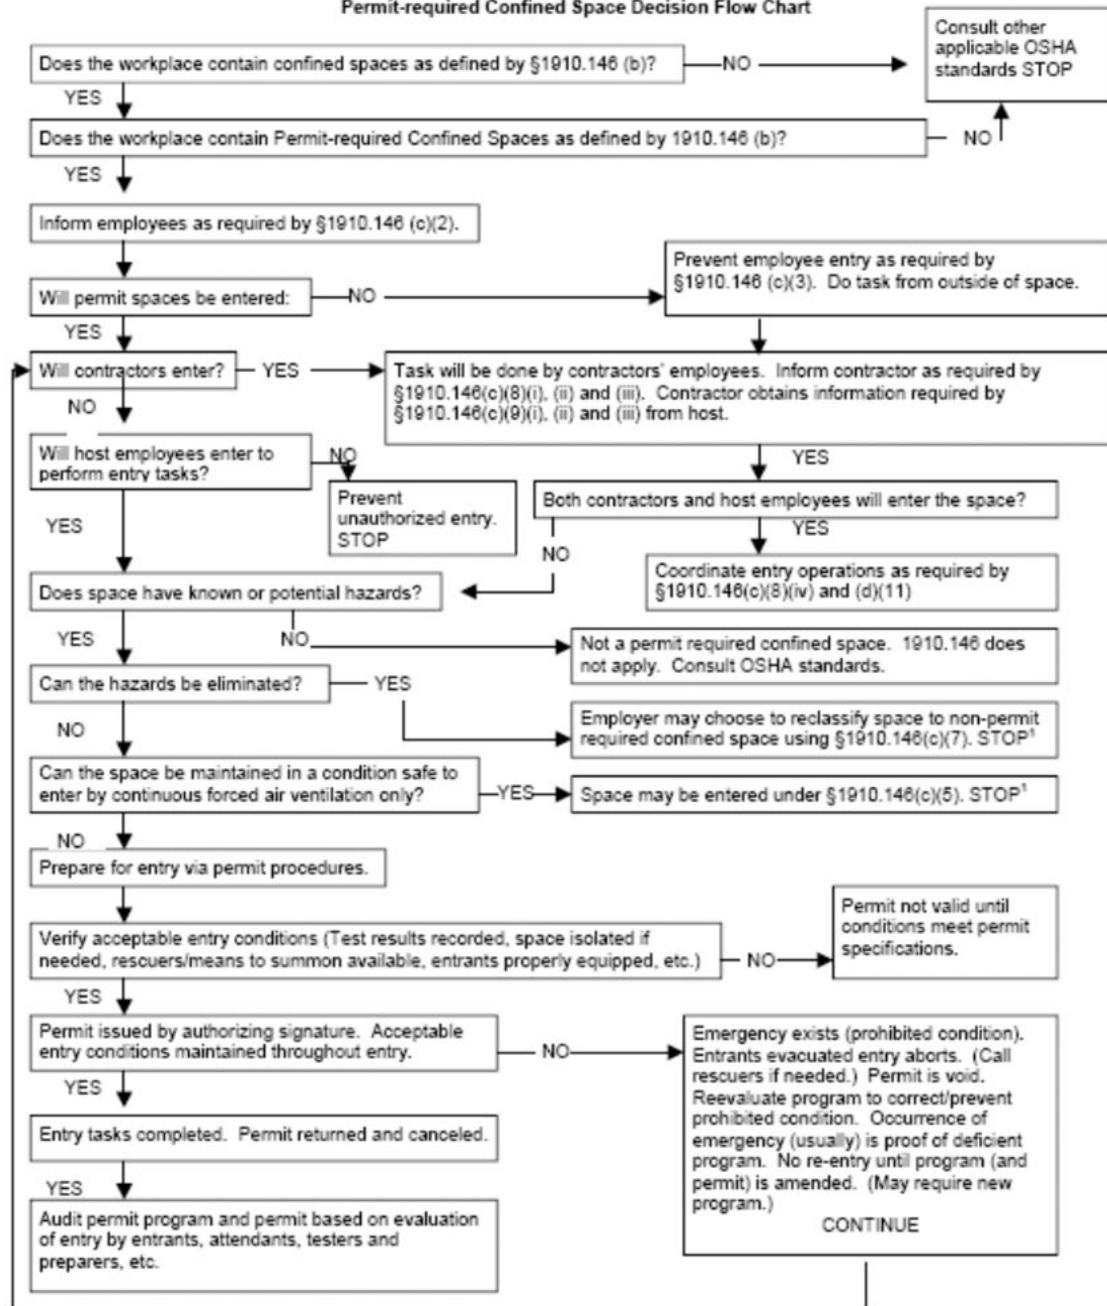 Permit-required Confined Space Decision Flow Chart
Consult other
applicable OSHA
standards STOP
Does the workplace contain confined spaces as defined by §1910.146 (b)?
NO
YES
Does the workplace contain Permit-required Confined Spaces as defined by 1910.146 (b)?
NO
YES
Inform employees as required by §1910.146 (c)(2).
Prevent employee entry as required by
§1910.146 (c)(3). Do task from outside of space.
Will permit spaces be entered:
NO
YES
Will contractors enter?
YES
Task will be done by contractors' employees. Inform contractor as required by
§1910.146(c)(8)(i), (ii) and (iii). Contractor obtains information required by
§1910.146(c)(9)(i), (ii) and (iii) from host.
NO
YES
Will host employees enter to
perform entry tasks?
NO
Prevent
unauthorized entry.
STOP
Both contractors and host employees will enter the space?
YES
YES
NO
Coordinate entry operations as required by
§1910.146(c)(8)(iv) and (d)(11)
Does space have known or potential hazards?
YES
NO
Not a permit required confined space. 1910.146 does
not apply. Consult OSHA standards.
Can the hazards be eliminated?
YES
NO
Employer may choose to reclassify space to non-permit
required confined space using §1910.146(c)(7). STOP¹
Can the space be maintained in a condition safe to
enter by continuous forced air ventilation only?
YES
Space may be entered under §1910.146(c)(5). STOP¹
NO
Prepare for entry via permit procedures.
Permit not valid until
conditions meet permit
specifications.
Verify acceptable entry conditions (Test results recorded, space isolated if
needed, rescuers/means to summon available, entrants properly equipped, etc.)
NO
YES
Permit issued by authorizing signature. Acceptable
entry conditions maintained throughout entry.
NO
Emergency exists (prohibited condition).
Entrants evacuated entry aborts. (Call
rescuers if needed.) Permit is void.
Reevaluate program to correct/prevent
prohibited condition. Occurrence of
emergency (usually) is proof of deficient
program. No re-entry until program (and
permit) is amended. (May require new
program.)
CONTINUE
YES
Entry tasks completed. Permit returned and canceled.
YES
Audit permit program and permit based on evaluation
of entry by entrants, attendants, testers and
preparers, etc.